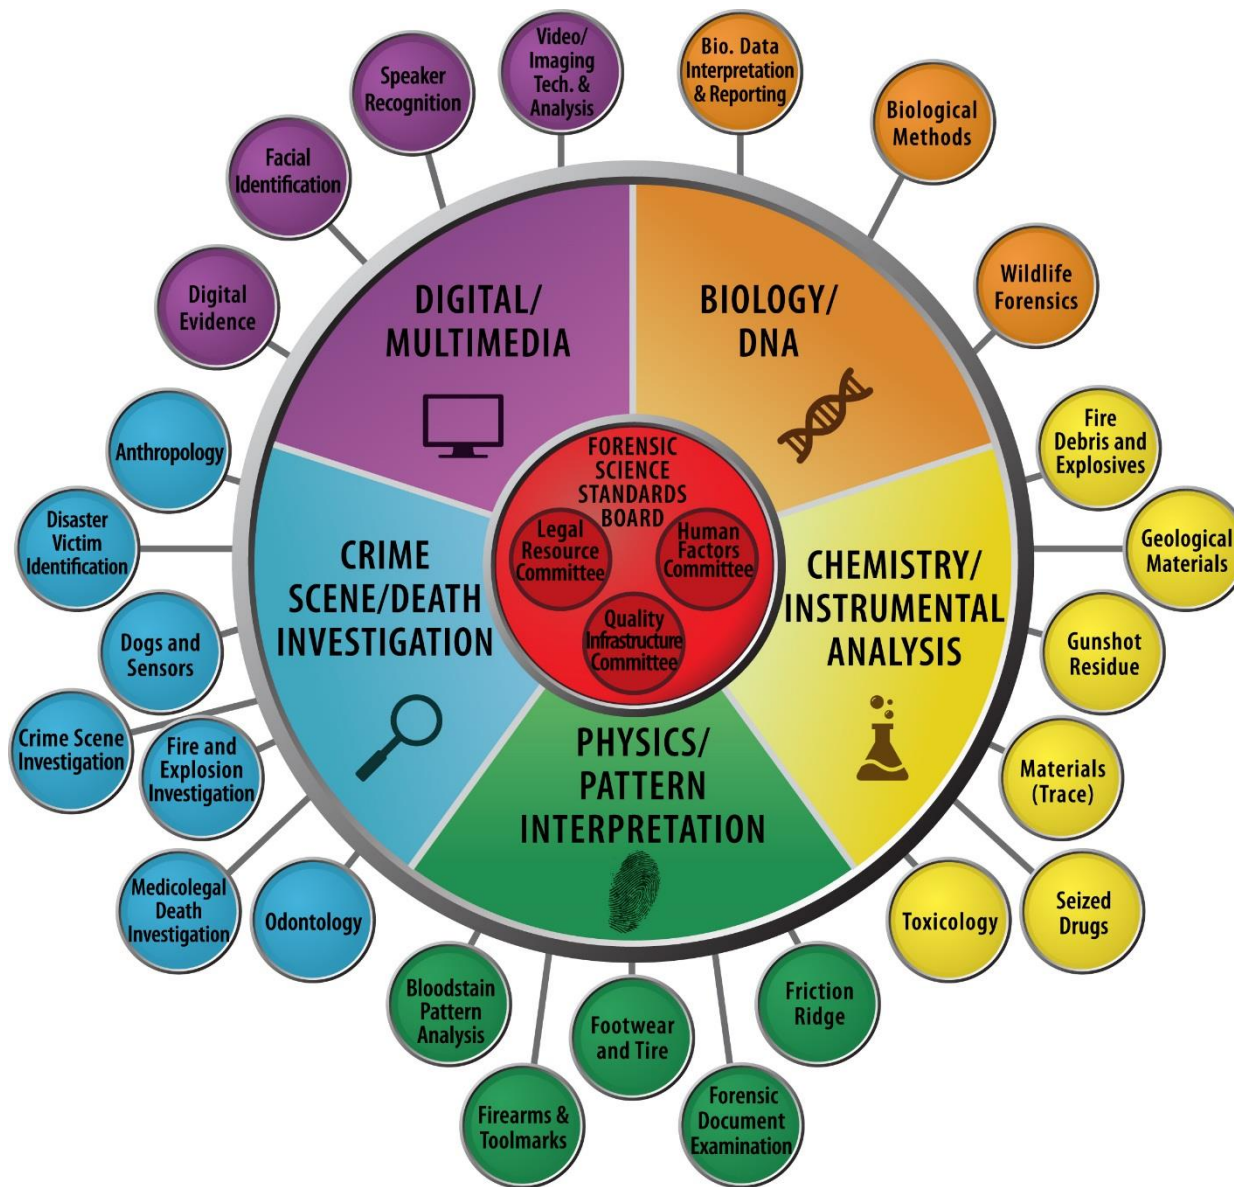 Video/
Imaging
Tech. &
Analysis
Bio. Data
Interpretation
& Reporting
Speaker
Recognition
Biological
Methods
Facial
Identification
Wildlife
Forensics
Digital
Evidence
DIGITAL/
MULTIMEDIA
BIOLOGY/
DNA
Anthropology
Fire
Debris and
Explosives
FORENSIC
SCIENCE
STANDARDS
BOARD
Legal
Resource
Committee
Human
Factors
Committee
Quality
Infrastructure
Committee
Disaster
Victim
Identification
Geological
Materials
CRIME
SCENE/DEATH
INVESTIGATION
CHEMISTRY/
INSTRUMENTAL
ANALYSIS
Dogs and
Sensors
Gunshot
Residue
Crime Scene
Investigation
Fire and
Explosion
Investigation
PHYSICS/
PATTERN
INTERPRETATION
Materials
(Trace)
Medicolegal
Death
Investigation
Odontology
Toxicology
Seized
Drugs
Bloodstain
Pattern
Analysis
Footwear
and Tire
Friction
Ridge
Firearms &
Toolmarks
Forensic
Document
Examination